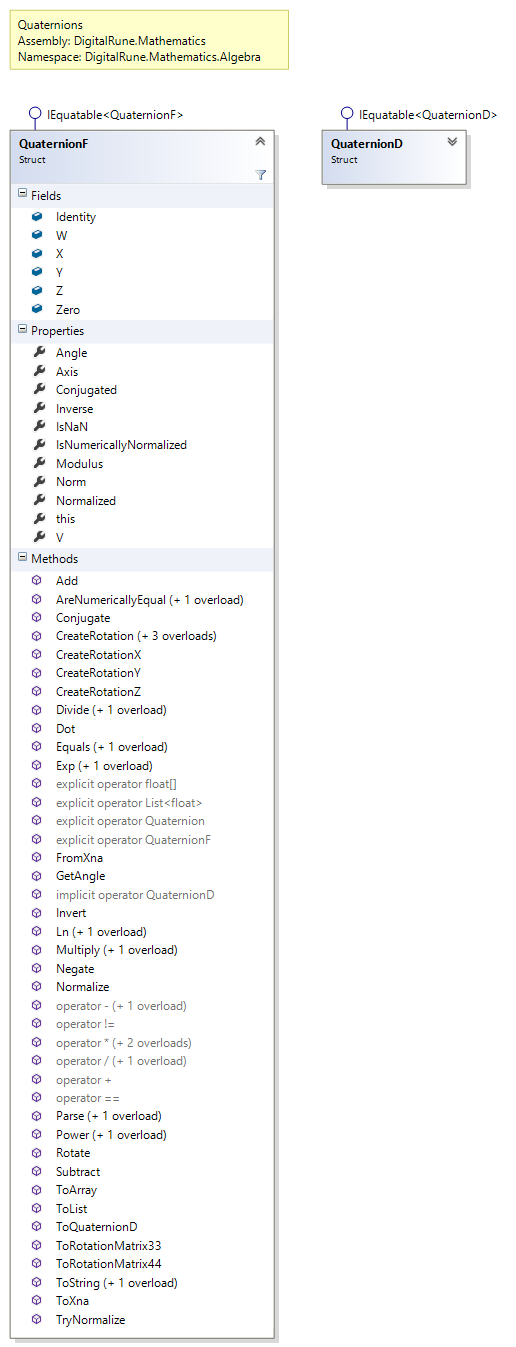 Quaternions
Assembly: DigitalRune.Mathematics
Namespace: DigitalRune.Mathematics.Algebra
IEquatable<QuaternionF>
QuaternionF
Struct
Fields
Identity
W
X
Y
Z
Zero
Properties
Angle
Axis
Conjugated
Inverse
IsNaN
IsNumericallyNormalized
Modulus
Norm
Normalized
this
V
Methods
Add
AreNumericallyEqual (+ 1 overload)
Conjugate
CreateRotation (+ 3 overloads)
CreateRotationX
CreateRotationY
CreateRotationZ
Divide (+ 1 overload)
Dot
Equals (+ 1 overload)
Exp (+ 1 overload)
explicit operator float[]
explicit operator List<float>
explicit operator Quaternion
explicit operator QuaternionF
FromXna
GetAngle
implicit operator QuaternionD
Invert
Ln (+ 1 overload)
Multiply (+ 1 overload)
Negate
Normalize
operator - (+ 1 overload)
operator !=
operator * (+ 2 overloads)
operator / (+ 1 overload)
operator +
operator ==
Parse (+ 1 overload)
Power (+ 1 overload)
Rotate
Subtract
ToArray
ToList
ToQuaternionD
ToRotationMatrix33
ToRotationMatrix44
ToString (+ 1 overload)
ToXna
TryNormalize
IEquatable<QuaternionD>
QuaternionD
Struct